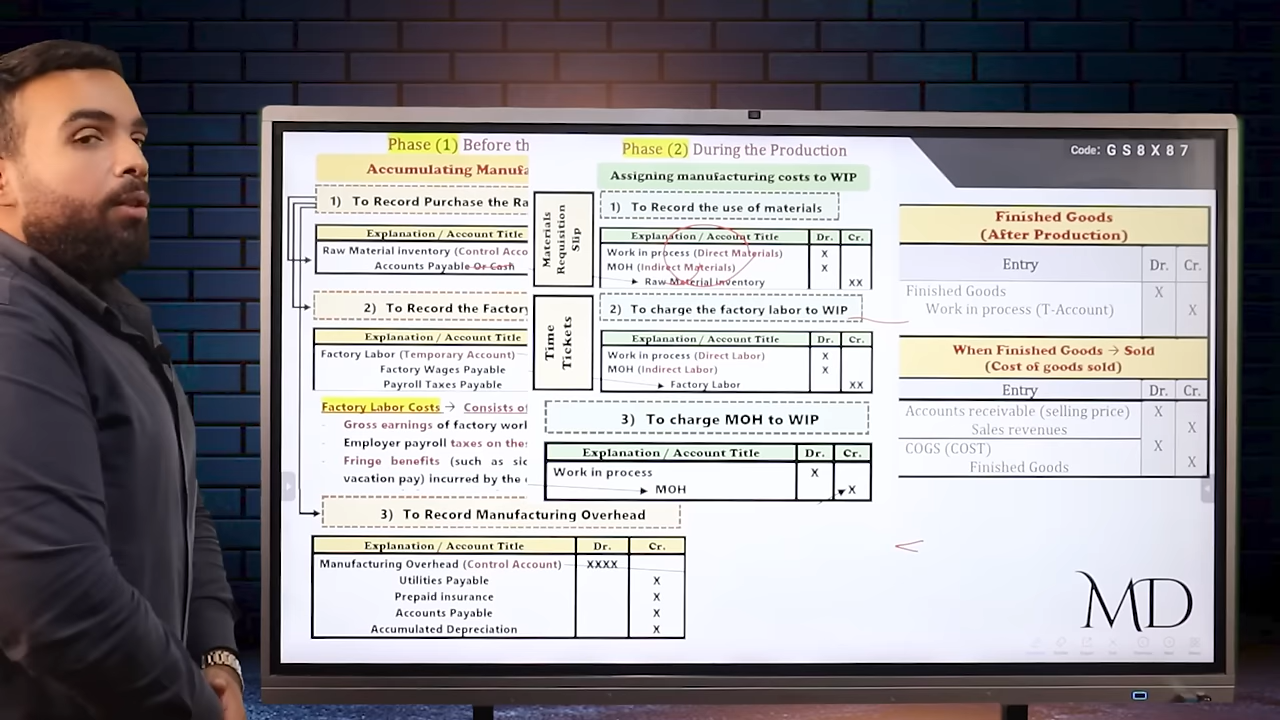 Phase (1) Before th
Accumulating Manufa
1) To Record Purchase the Ra
Explanation / Account Title
Raw Material inventory (Control Acco
Accounts Payable Or Cash
2) To Record the Factory
Explanation / Account Title
Factory Labor (Temporary Account)
Factory Wages Payable
Payroll Taxes Payable
Factory Labor Costs → Consists of
- Gross earnings of factory work
- Employer payroll taxes on thes
- Fringe benefits (such as sic
vacation pay) incurred by the
3) To Record Manufacturing Overhead
Explanation / Account Title Dr. Cr.
Manufacturing Overhead (Control Account) XXXX
Utilities Payable X
Prepaid insurance X
Accounts Payable X
Accumulated Depreciation X
Phase (2) During the Production
Assigning manufacturing costs to WIP
Materials
Requisition
Slip
1) To Record the use of materials
Explanation / Account Title Dr. Cr.
Work in process (Direct Materials) X
MOH (Indirect Materials) X
Raw Material inventory XX
Time
Tickets
2) To charge the factory labor to WIP
Explanation / Account Title Dr. Cr.
Work in process (Direct Labor) X
MOH (Indirect Labor) X
Factory Labor XX
3) To charge MOH to WIP
Explanation / Account Title Dr. Cr.
Work in process X
MOH X
Code: GS8X87
Finished Goods
(After Production)
Entry Dr. Cr.
Finished Goods X
Work in process (T-Account) X
When Finished Goods → Sold
(Cost of goods sold)
Entry Dr. Cr.
Accounts receivable (selling price) X
Sales revenues X
COGS (COST) X
Finished Goods X
MD